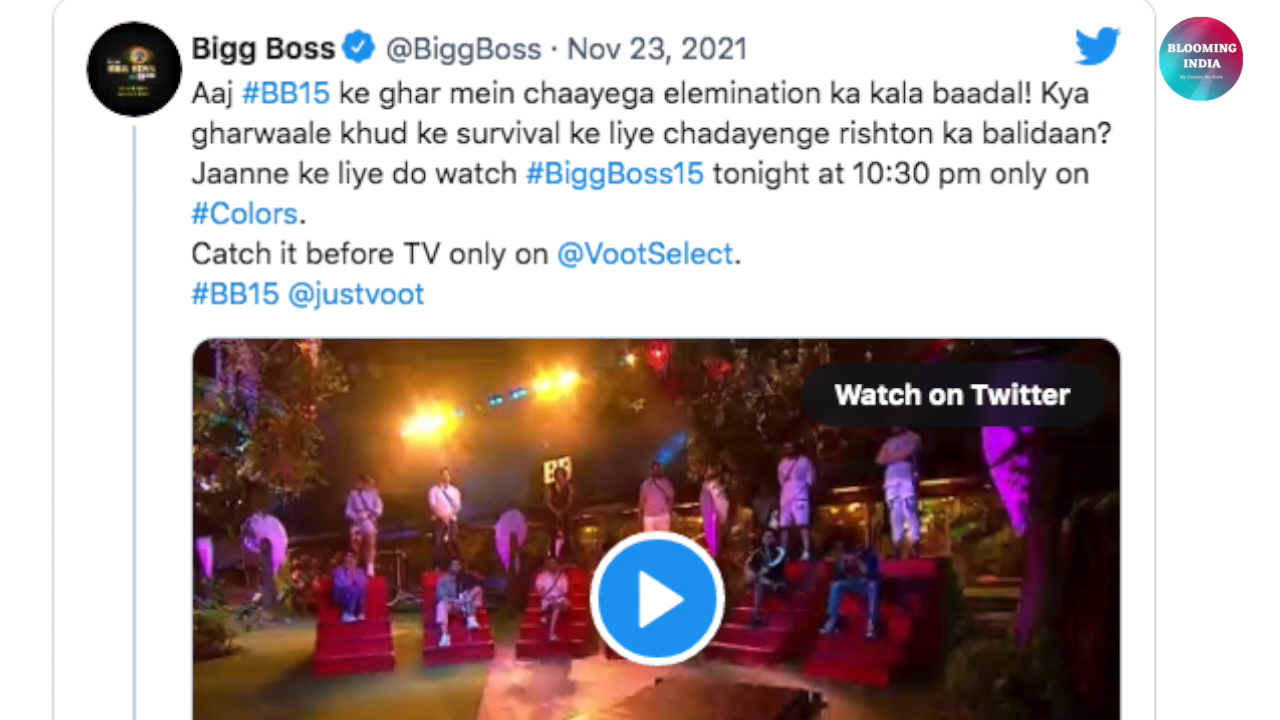 Bigg Boss @BiggBoss · Nov 23, 2021
Aaj #BB15 ke ghar mein chaayega elemination ka kala baadal! Kya
gharwaale khud ke survival ke liye chadayenge rishton ka balidaan?
Jaanne ke liye do watch #BiggBoss15 tonight at 10:30 pm only on
#Colors.
Catch it before TV only on @VootSelect.
#BB15 @justvoot
Watch on Twitter
BLOOMING
INDIA